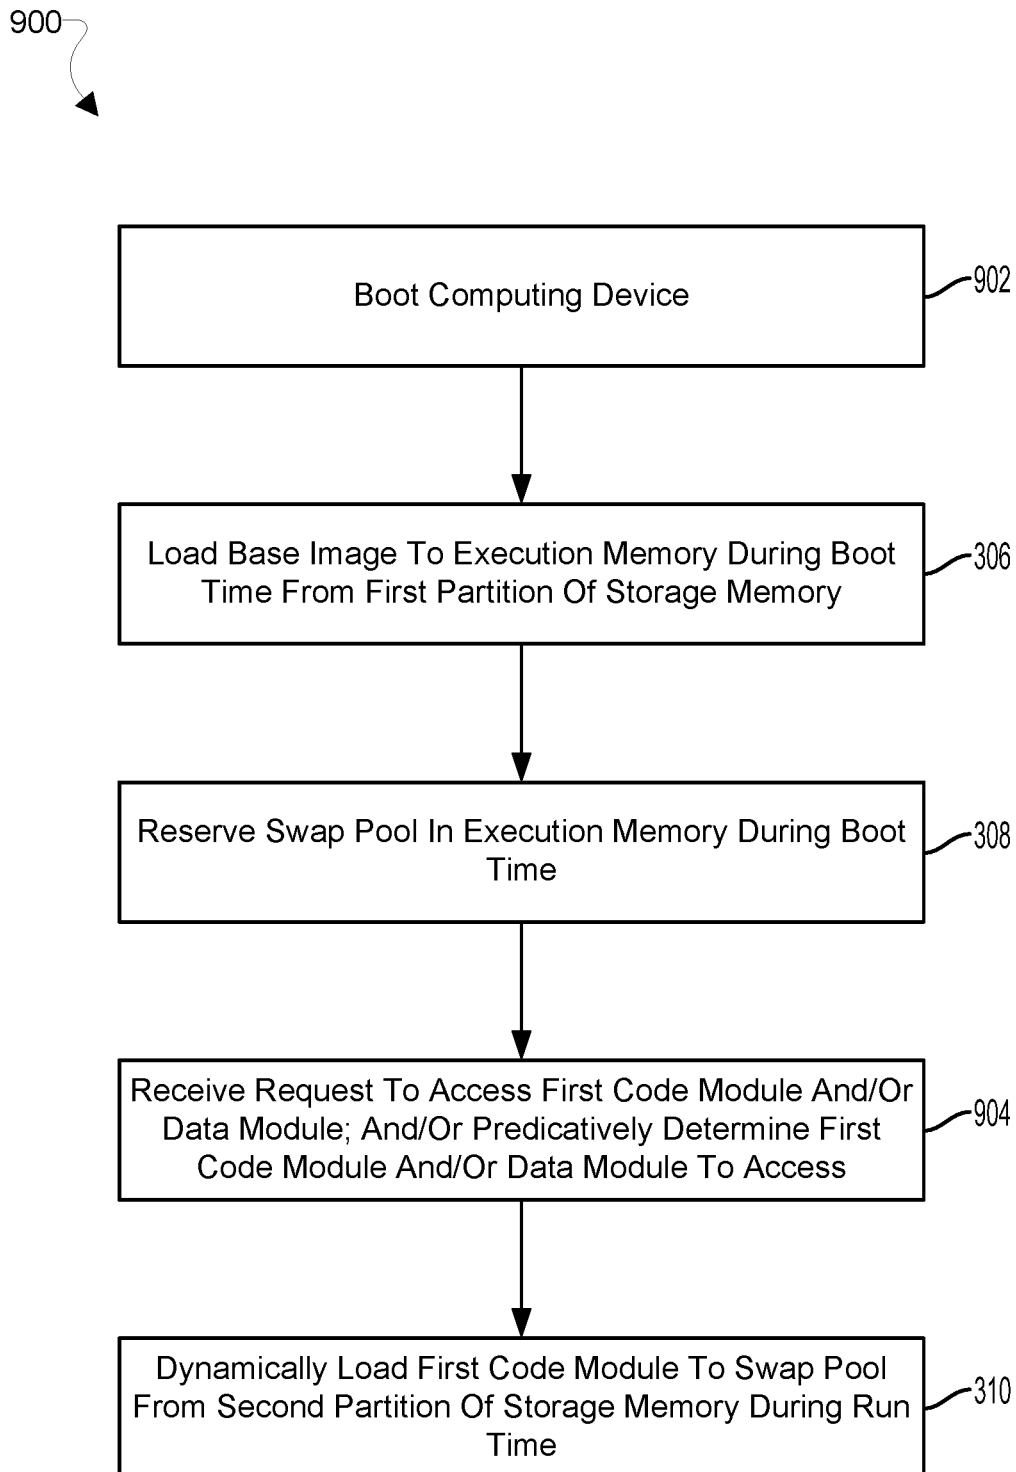 900
Boot Computing Device
902
Load Base Image To Execution Memory During Boot
Time From First Partition Of Storage Memory
306
Reserve Swap Pool In Execution Memory During Boot
Time
308
Receive Request To Access First Code Module And/Or
Data Module; And/Or Predicatively Determine First
Code Module And/Or Data Module To Access
904
Dynamically Load First Code Module To Swap Pool
From Second Partition Of Storage Memory During Run
Time
310